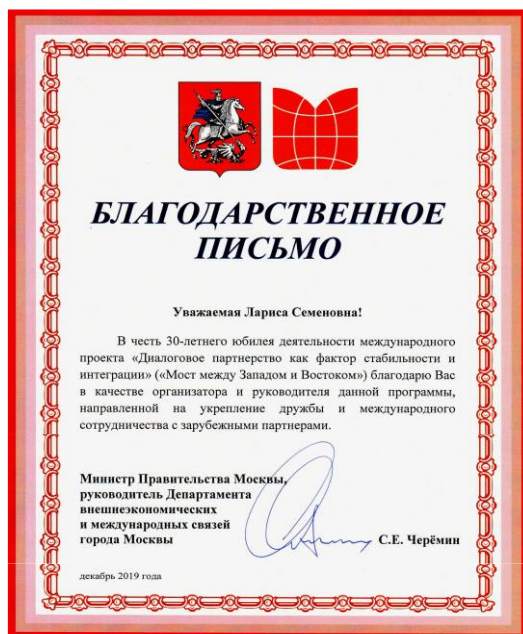 БЛАГОДАРСТВЕННОЕ
ПИСЬМО
Уважаемая Лариса Семеновна!
В честь 30-летнего юбилея деятельности международного
проекта «Диалоговое партнерство как фактор стабильности и
интеграции» («Мост между Западом и Востоком») благодарю Вас
в качестве организатора и руководителя данной программы,
направленной на укрепление дружбы и международного
сотрудничества с зарубежными партнерами.
Министр Правительства Москвы,
руководитель Департамента
внешнеэкономических
и международных связей
города Москвы С.Е. Черёмин
декабрь 2019 года